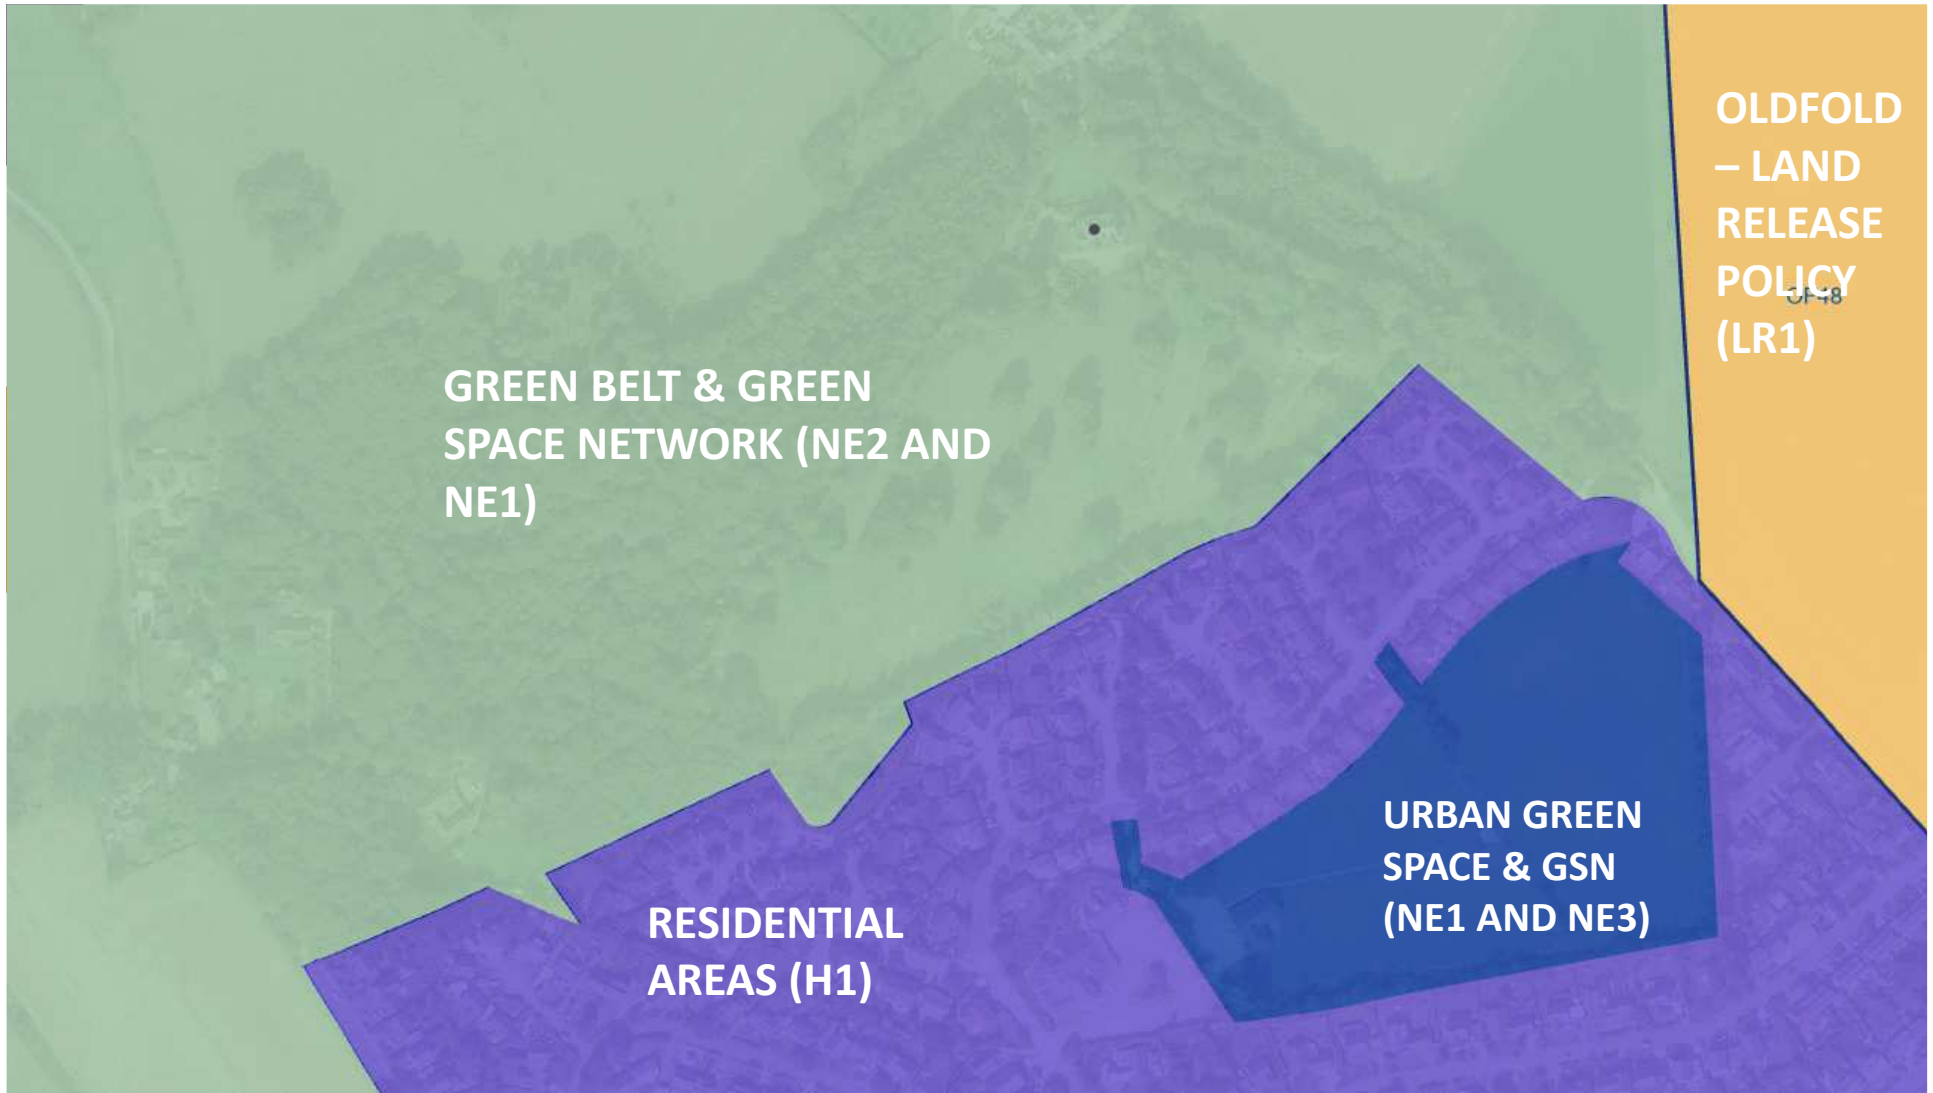 OLDFOLD
– LAND
RELEASE
POLICY
OP48
(LR1)
GREEN BELT & GREEN
SPACE NETWORK (NE2 AND
NE1)
URBAN GREEN
SPACE & GSN
(NE1 AND NE3)
RESIDENTIAL
AREAS (H1)